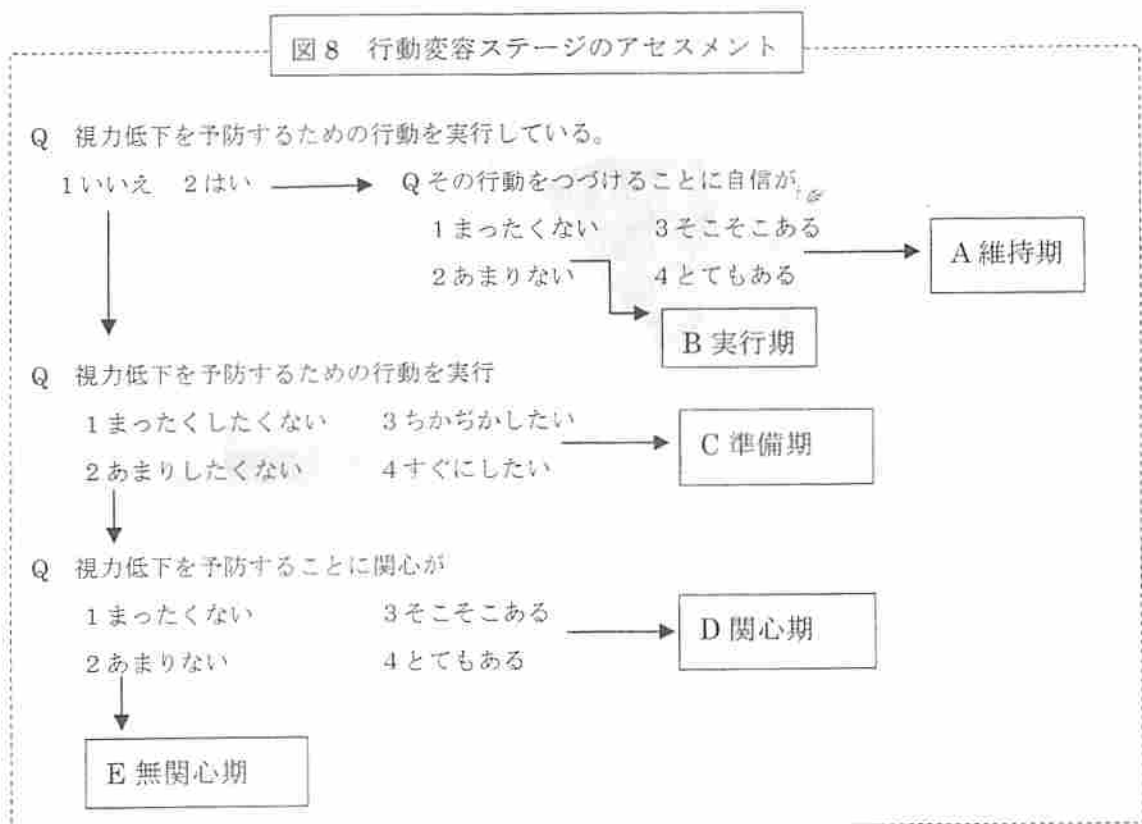 図8 行動変容ステージのアセスメント
Q 視力低下を予防するための行動を実行している。
1いいえ 2はい
Qその行動をつづけることに自信が
1まったくない 3そこそこある
2あまりない 4とてもある
A維持期
B実行期
Q 視力低下を予防するための行動を実行
1まったくしたくない 3ちかぢかしたい
2あまりしたくない 4すぐにしたい
C準備期
Q 視力低下を予防することに関心が
1まったくない 3そこそこある
2あまりない 4とてもある
D関心期
E無関心期